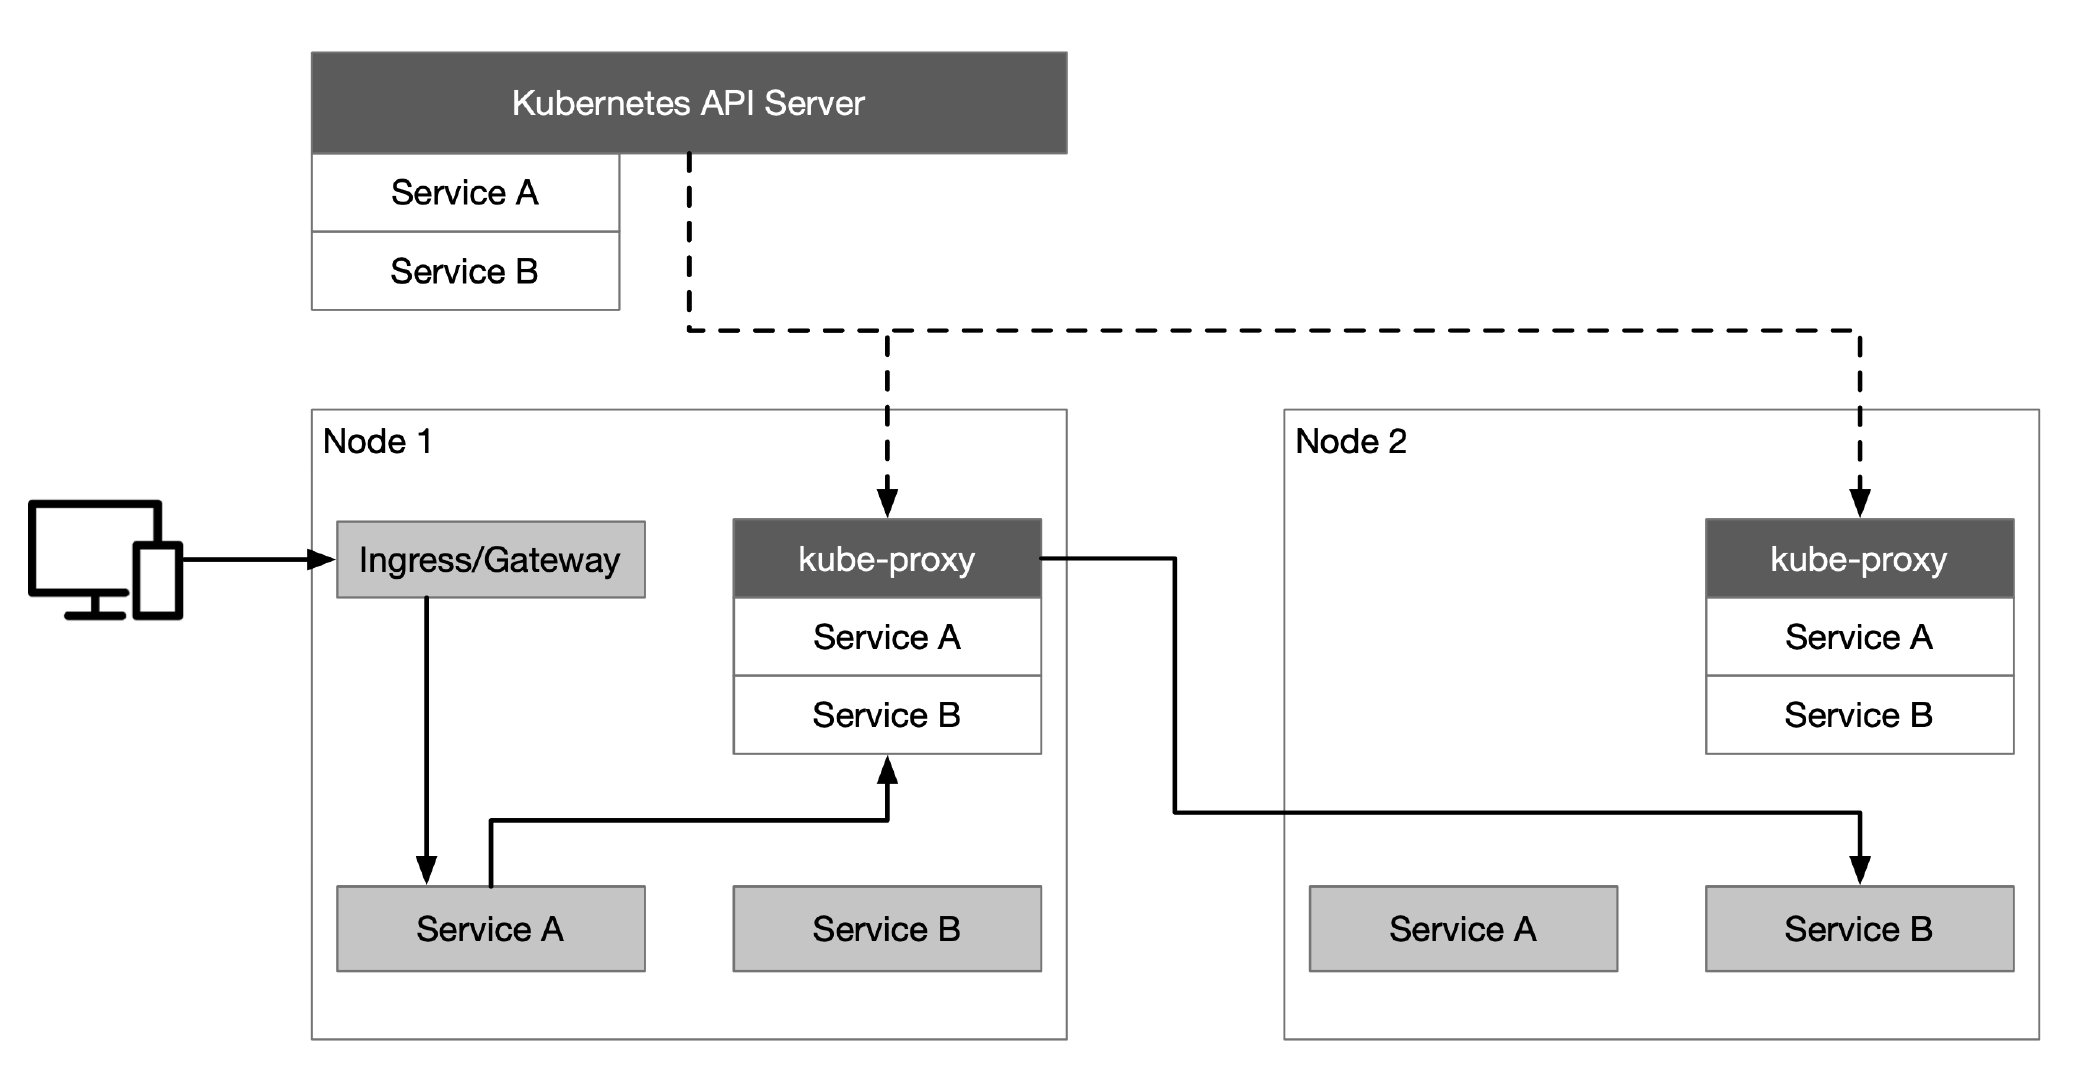 Kubernetes API Server
Service A
Service B
Node 1
Ingress/Gateway
kube-proxy
Service A
Service B
Service A
Service B
Node 2
kube-proxy
Service A
Service B
Service A
Service B